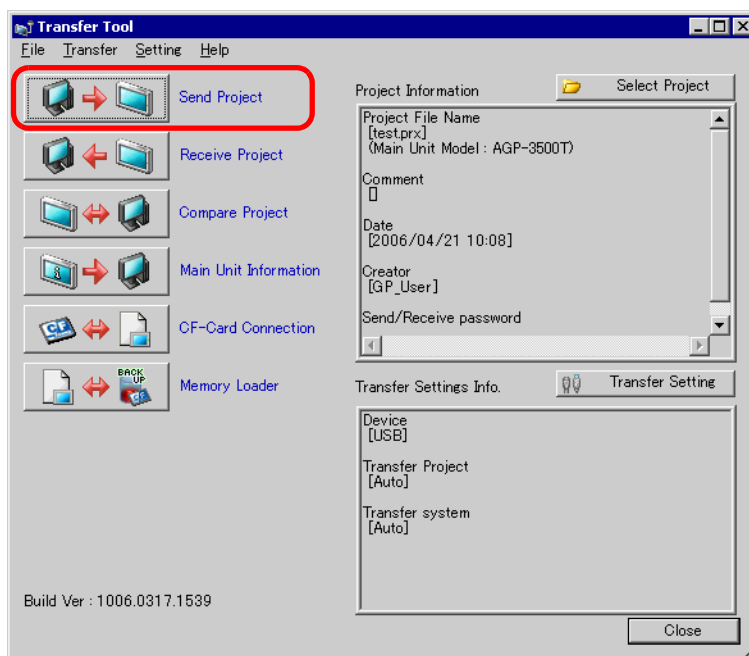 Transfer Tool
File Transfer Setting Help
Send Project
Receive Project
Compare Project
Main Unit Information
CF
CF-Card Connection
BACK
UP
CF
Memory Loader
Build Ver : 1006.0317.1539
Project Information
Select Project
Project File Name
[test.prx]
(Main Unit Model : AGP-3500T)
Comment
[]
Date
[2006/04/21 10:08]
Creator
[GP_User]
Send/Receive password
Transfer Settings Info.
Transfer Setting
Device
[USB]
Transfer Project
[Auto]
Transfer system
[Auto]
Close